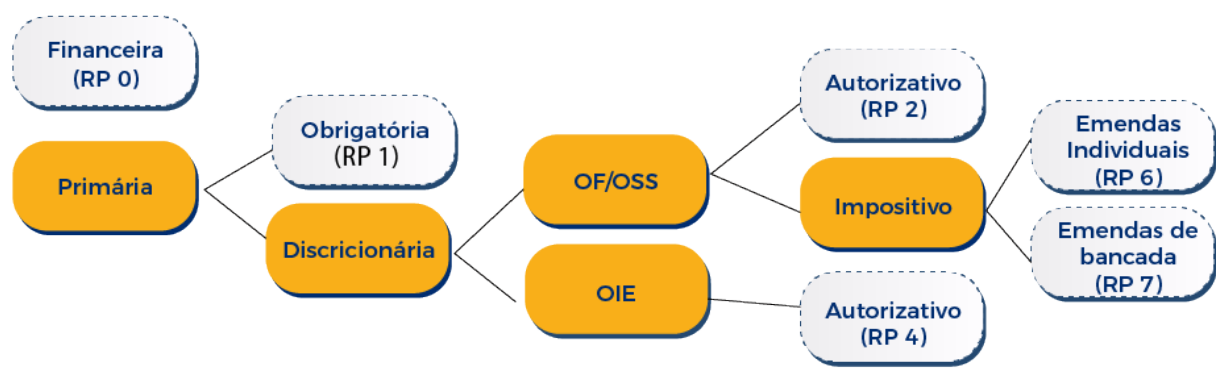 Financeira
(RP 0)
Primária
Obrigatória
(RP 1)
Discricionária
OF/OSS
OIE
Autorizativo
(RP 2)
Impositivo
Autorizativo
(RP 4)
Emendas
Individuais
(RP 6)
Emendas de
bancada
(RP 7)